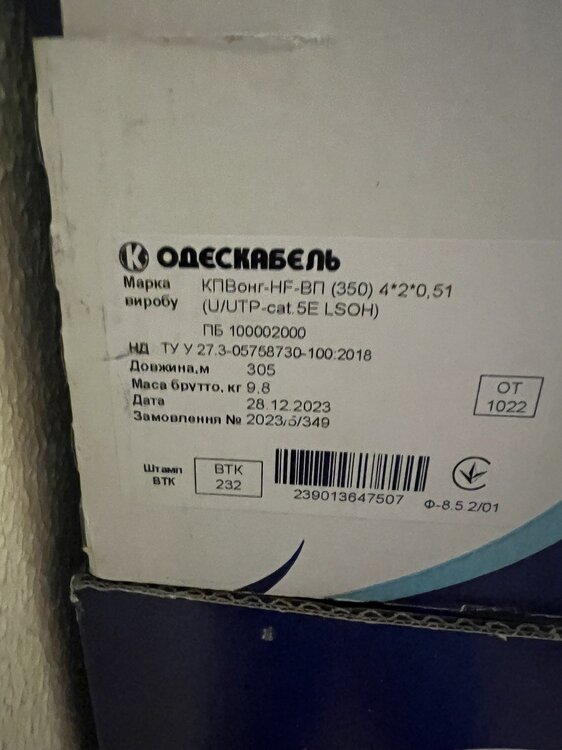 К ОДЕСКАБЕЛЬ
Марка виробу КПВонг-HF-ВП (350) 4*2*0,51
(U/UTP-cat.5E LSOH)
ПБ 100002000
НД ТУ У 27.3-05758730-100:2018
Довжина,м 305
Маса брутто, кг 9,8
Дата 28.12.2023
Замовлення № 2023/5/349
ОТ
1022
Штамп ВТК
ВТК
232
239013647507
Ф-8.5.2/01